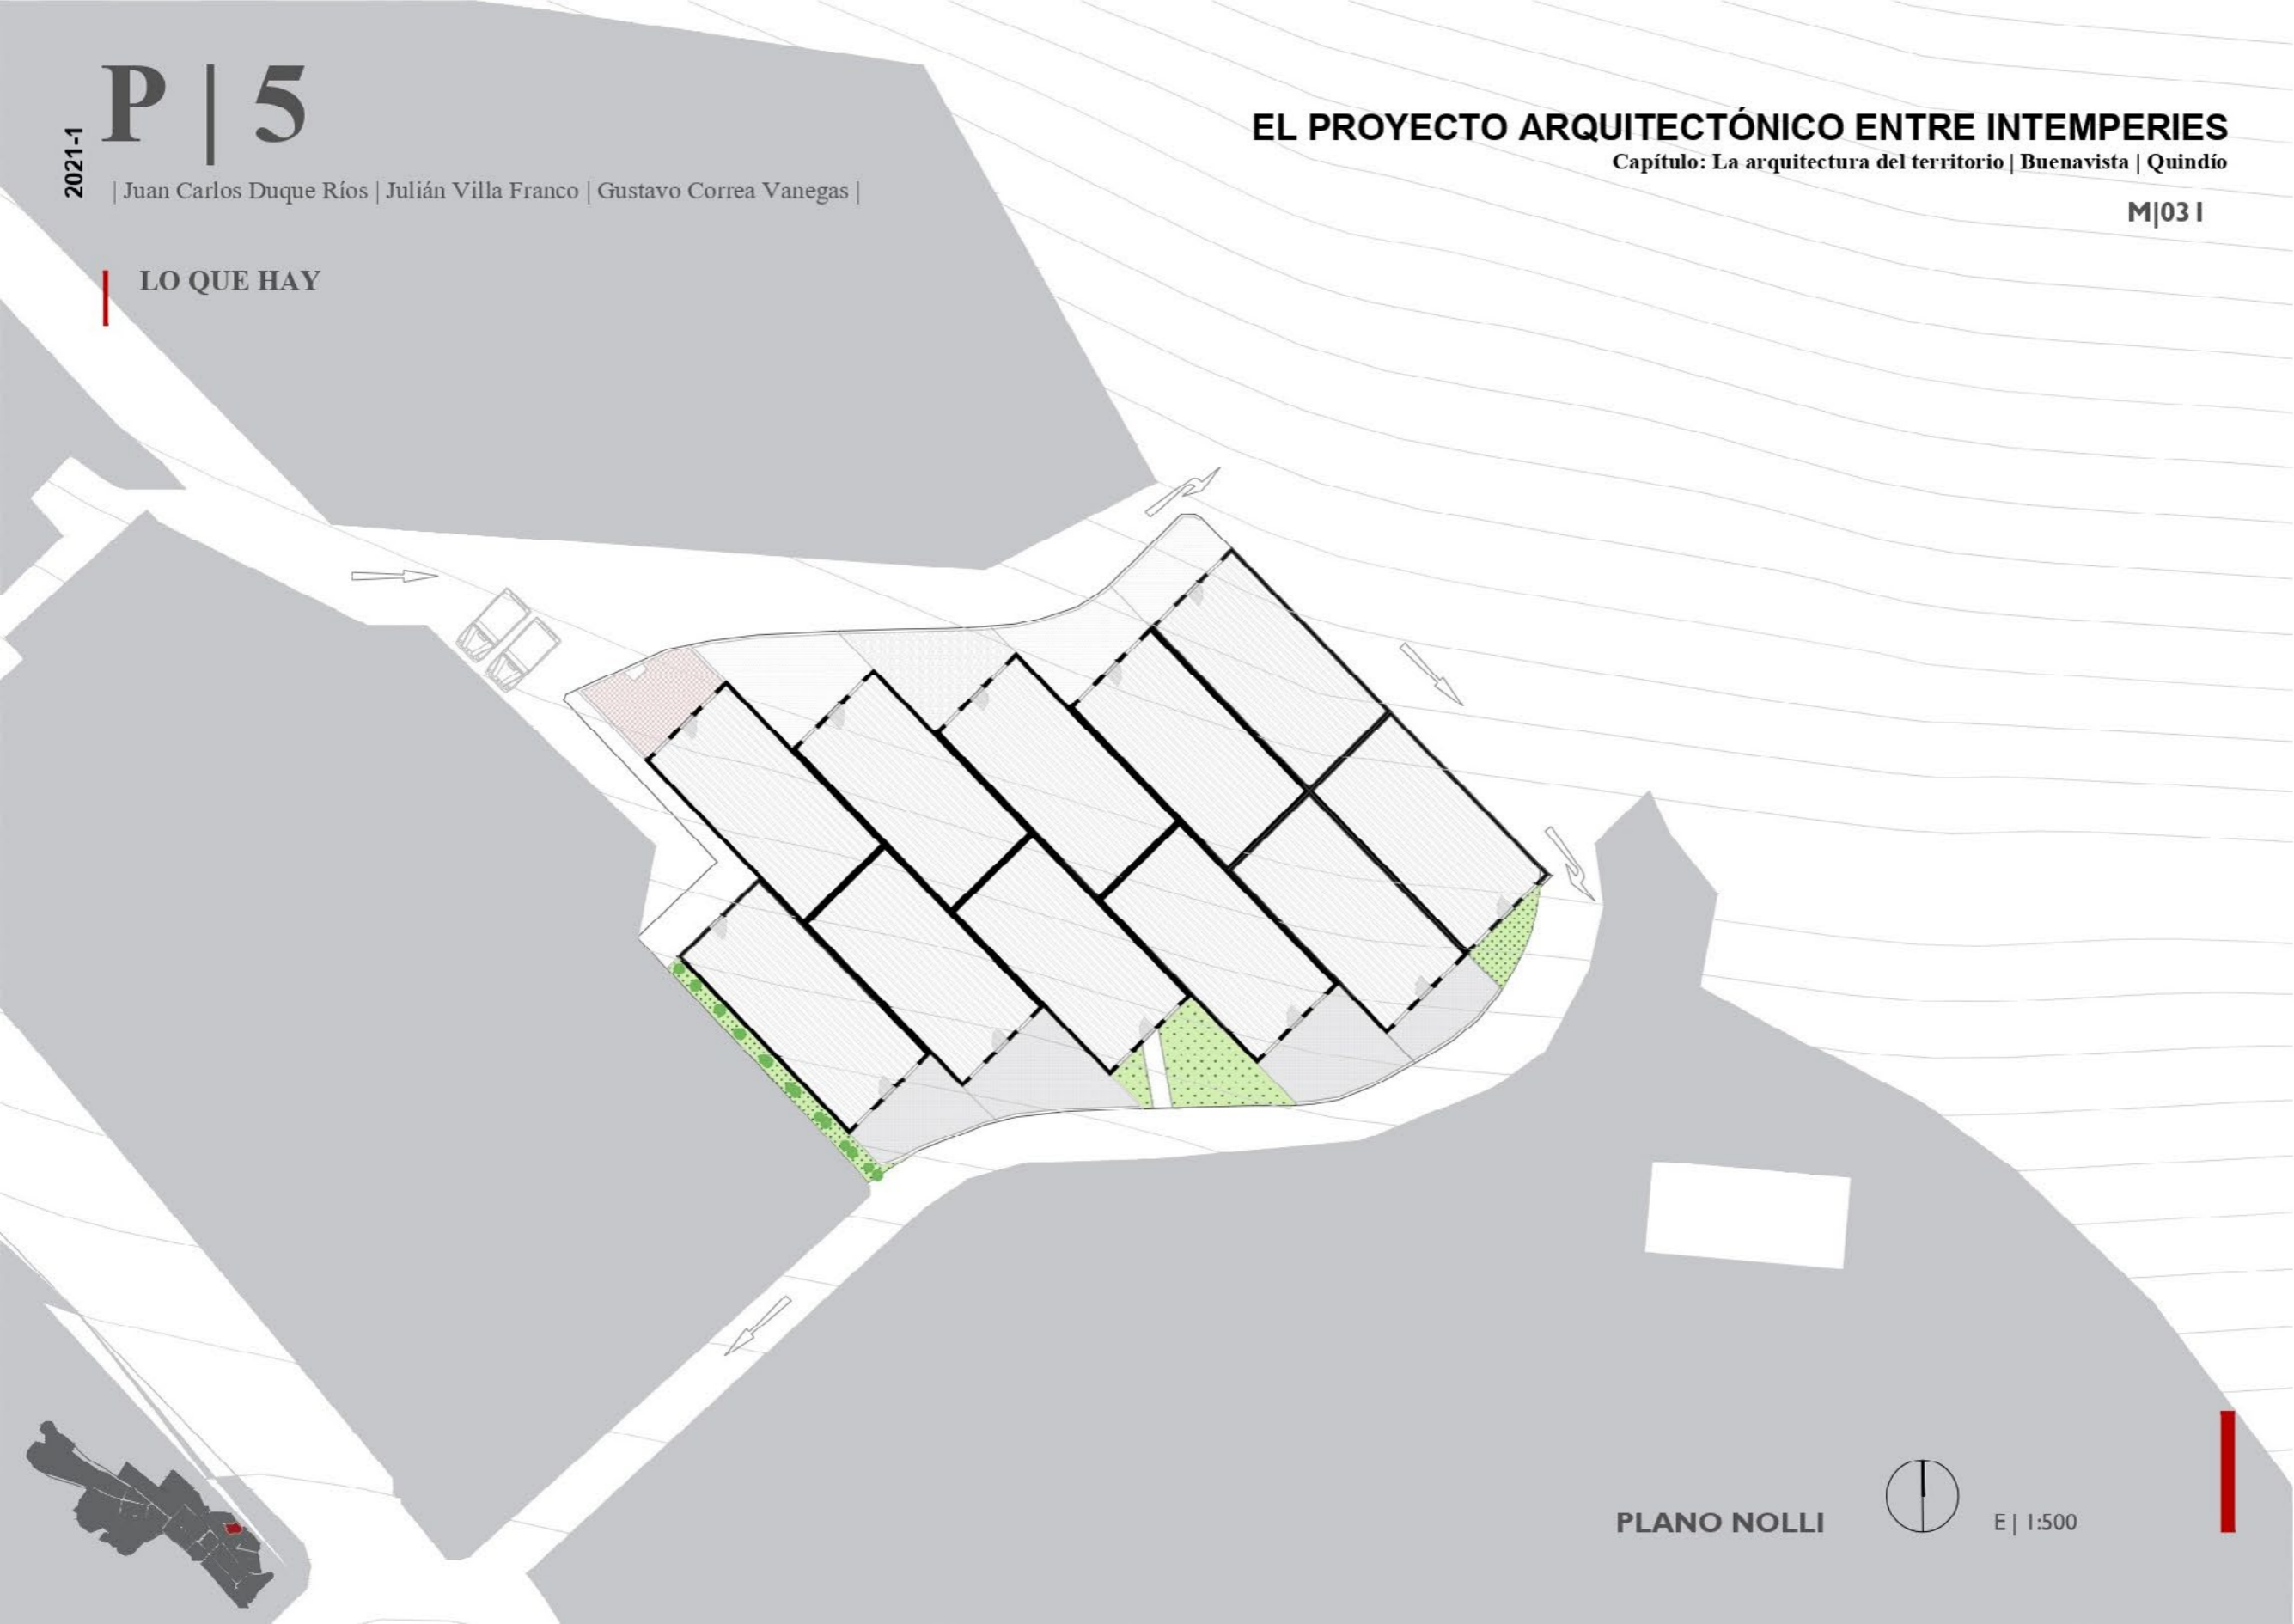 P | 5
2021-1
| Juan Carlos Duque Ríos | Julián Villa Franco | Gustavo Correa Vanegas |
LO QUE HAY
EL PROYECTO ARQUITECTÓNICO ENTRE INTEMPERIES
Capítulo: La arquitectura del territorio | Buenavista | Quindío
M|031
PLANO NOLLI
E | 1:500